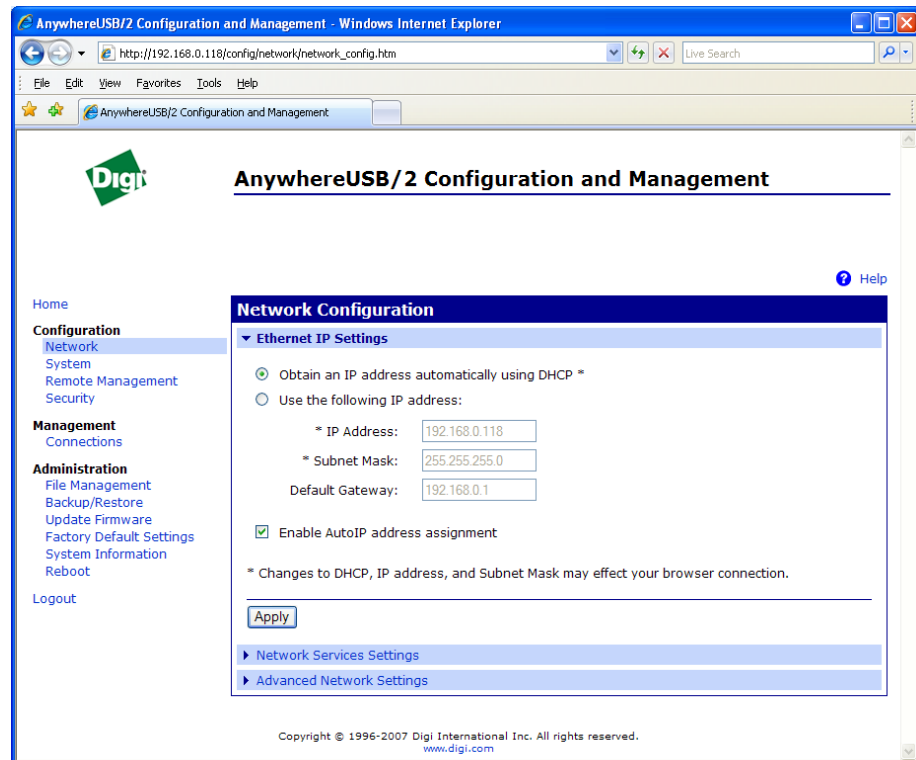 AnywhereUSB/2 Configuration and Management - Windows Internet Explorer
http://192.168.0.118/config/network/network_config.htm
Live Search
File Edit View Favorites Tools Help
AnywhereUSB/2 Configuration and Management
Digi
AnywhereUSB/2 Configuration and Management
Help
Home
Configuration
Network
System
Remote Management
Security
Management
Connections
Administration
File Management
Backup/Restore
Update Firmware
Factory Default Settings
System Information
Reboot
Logout
Network Configuration
Ethernet IP Settings
Obtain an IP address automatically using DHCP *
Use the following IP address:
* IP Address: 192.168.0.118
* Subnet Mask: 255.255.255.0
Default Gateway: 192.168.0.1
Enable AutoIP address assignment
* Changes to DHCP, IP address, and Subnet Mask may effect your browser connection.
Apply
Network Services Settings
Advanced Network Settings
Copyright © 1996-2007 Digi International Inc. All rights reserved.
www.digi.com